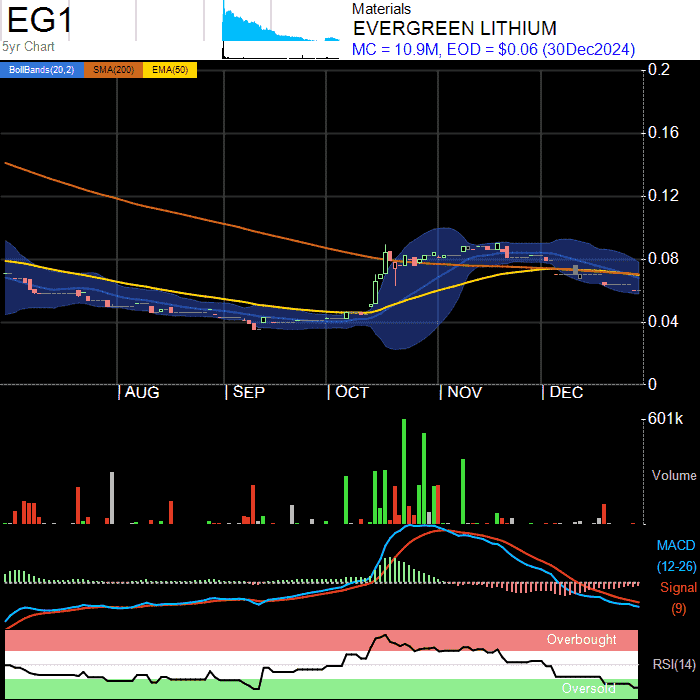 EG1
5yr Chart
Materials
EVERGREEN LITHIUM
MC = 10.9M, EOD = $0.06 (30Dec2024)
BollBands(20,2) SMA(200) EMA(50)
0.2
0.16
0.12
0.08
0.04
0
AUG SEP OCT NOV DEC
601k
Volume
MACD
(12-26)
Signal
(9)
Overbought
RSI(14)
Oversold